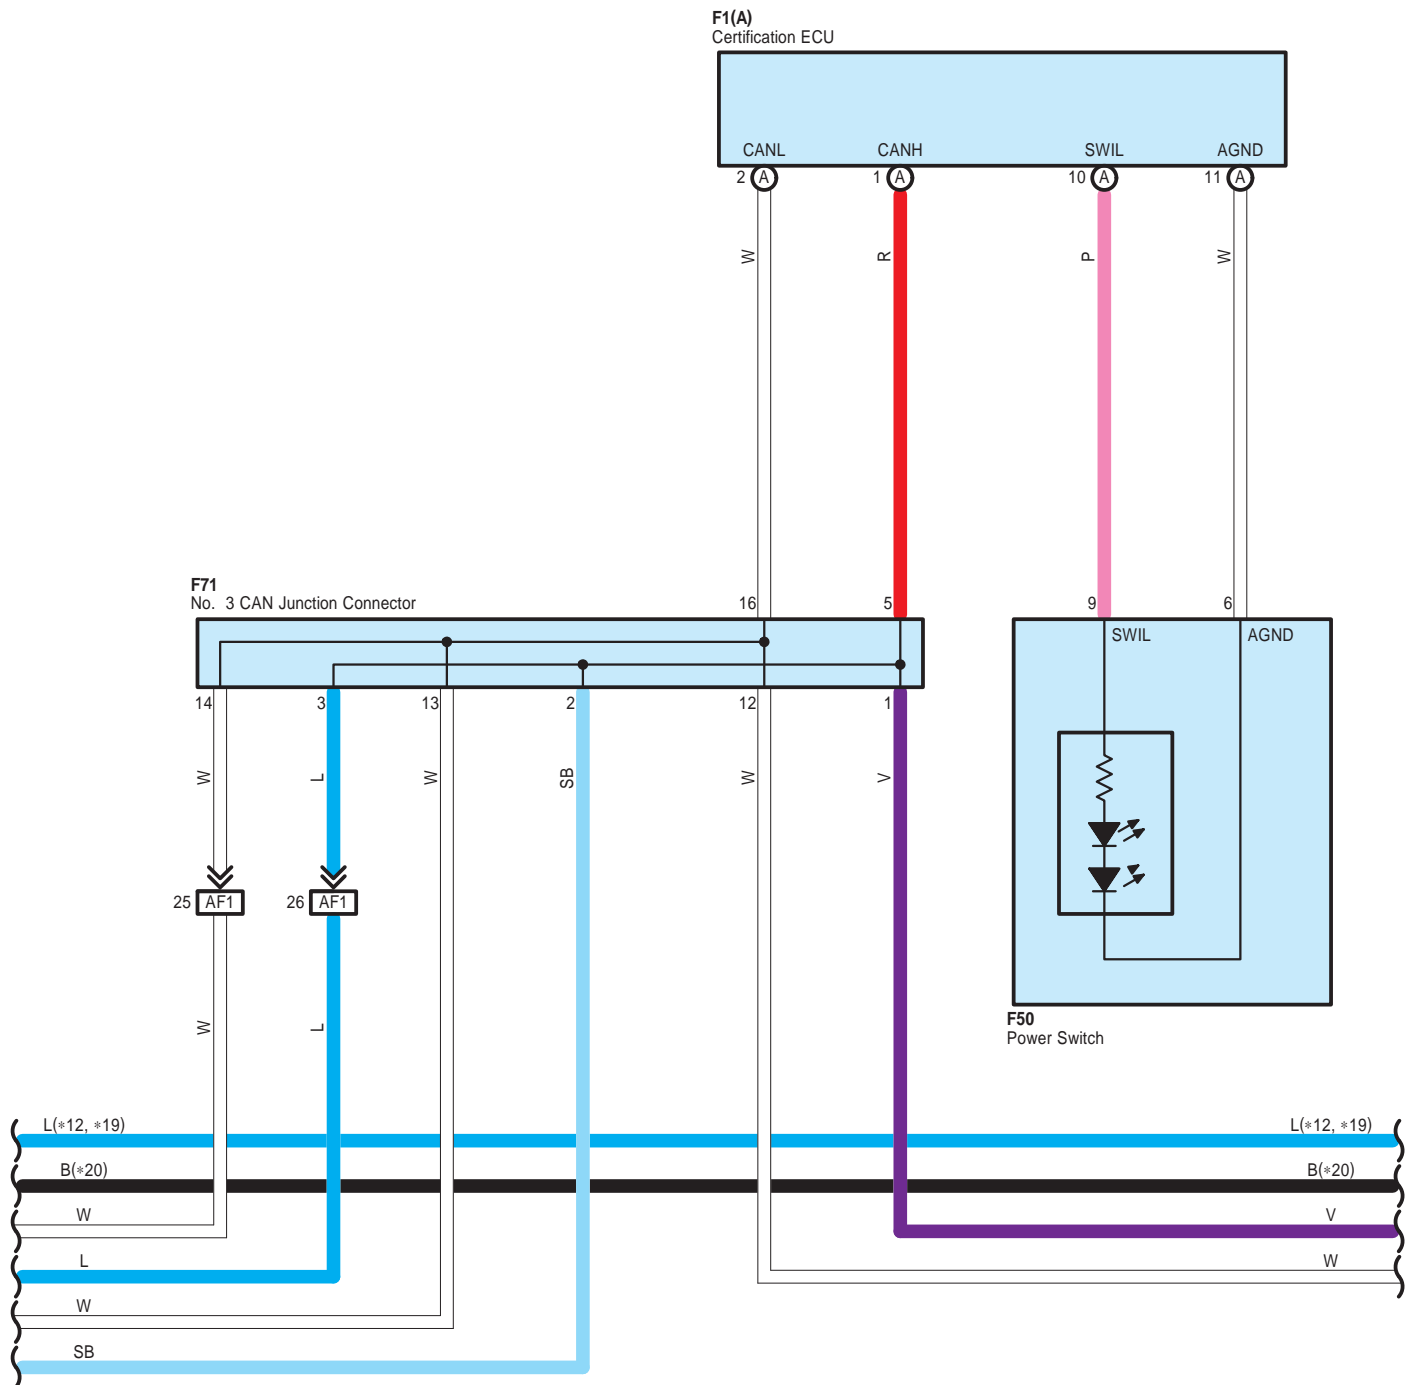 F1(A)
Certification ECU
CANL CANH SWIL AGND
2 A 1 A 10 A 11 A
W R P W
F71
No. 3 CAN Junction Connector
16 5 9 6
SWIL AGND
14 3 13 2 12 1
W L W SB W V
25 AF1 26 AF1
F50
Power Switch
W L
L(*12, *19) L(*12, *19)
B(*20) B(*20)
W V
L W
W
SB